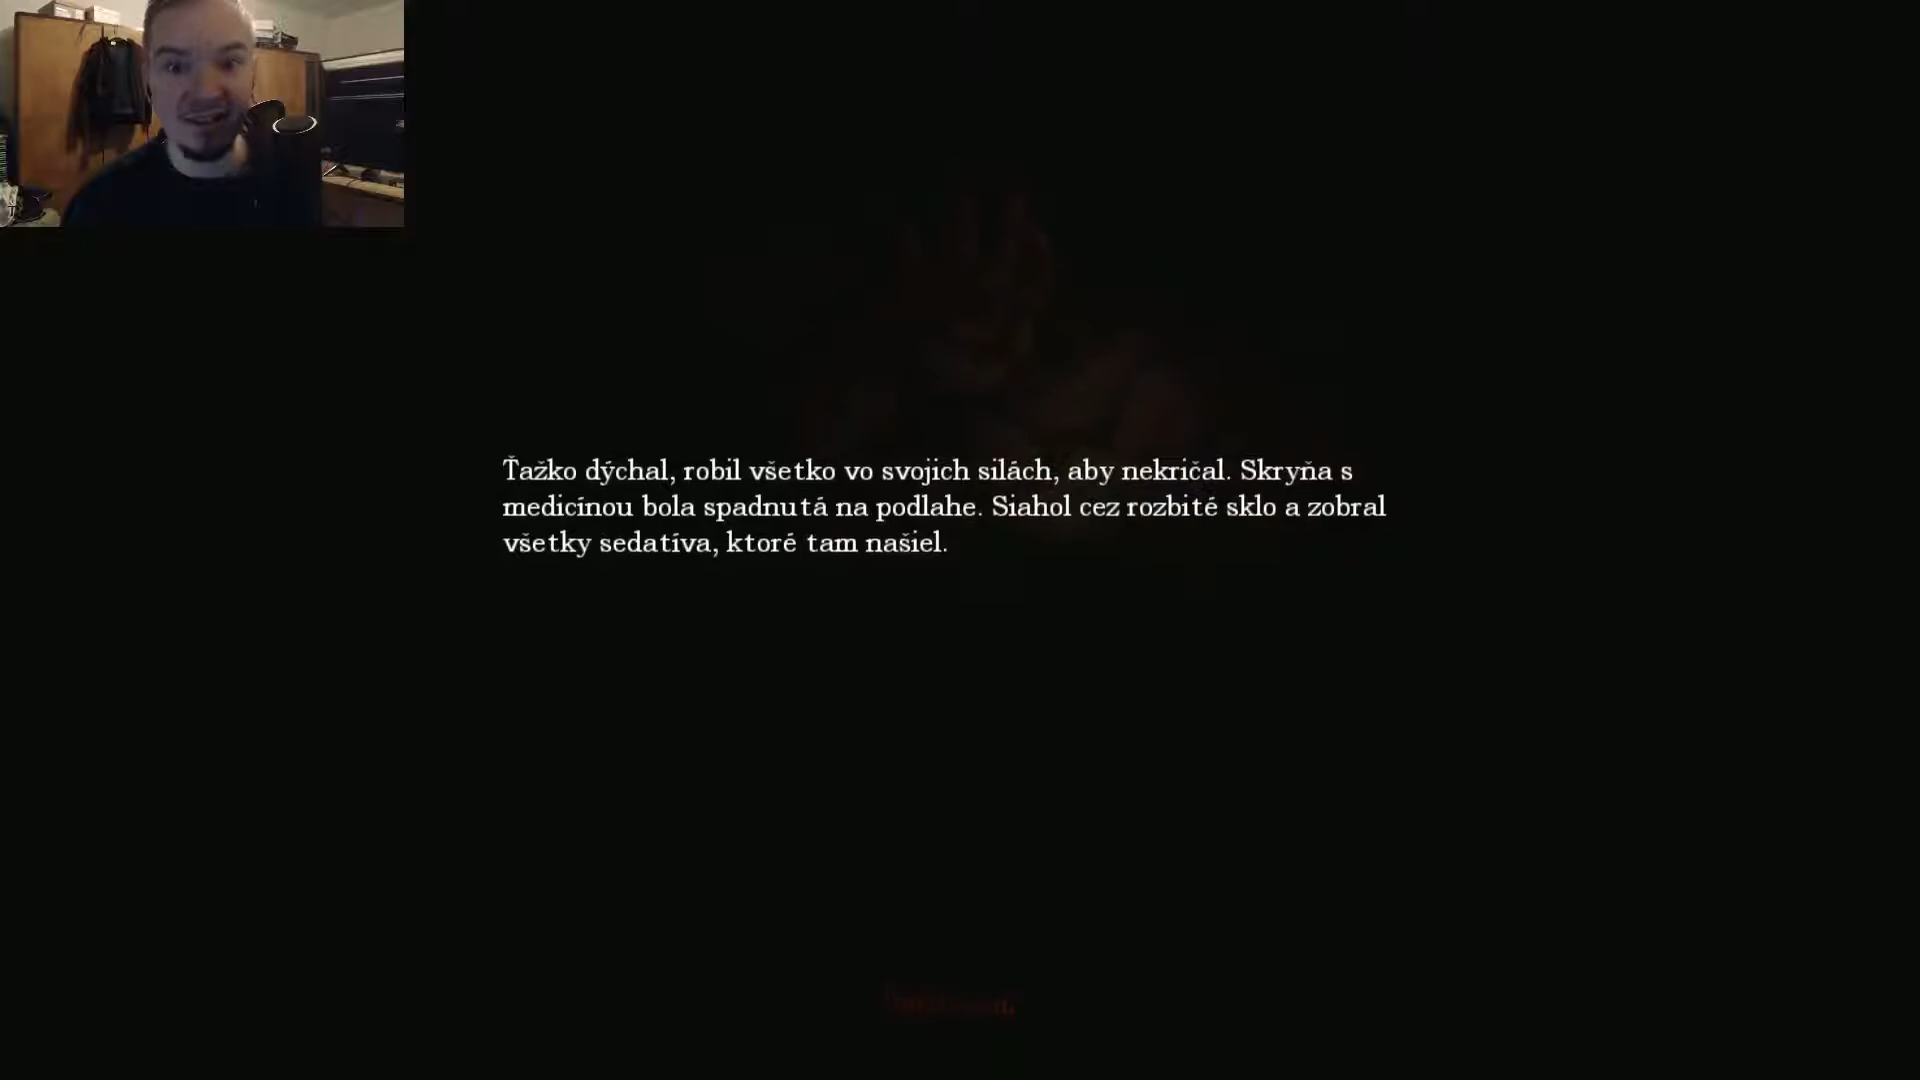 Ťažko dýchal, robil všetko vo svojich silách, aby nekričal. Skryňa s
medicínou bola spadnutá na podlahe. Siahol cez rozbité sklo a zobral
všetky sedatíva, ktoré tam našiel.